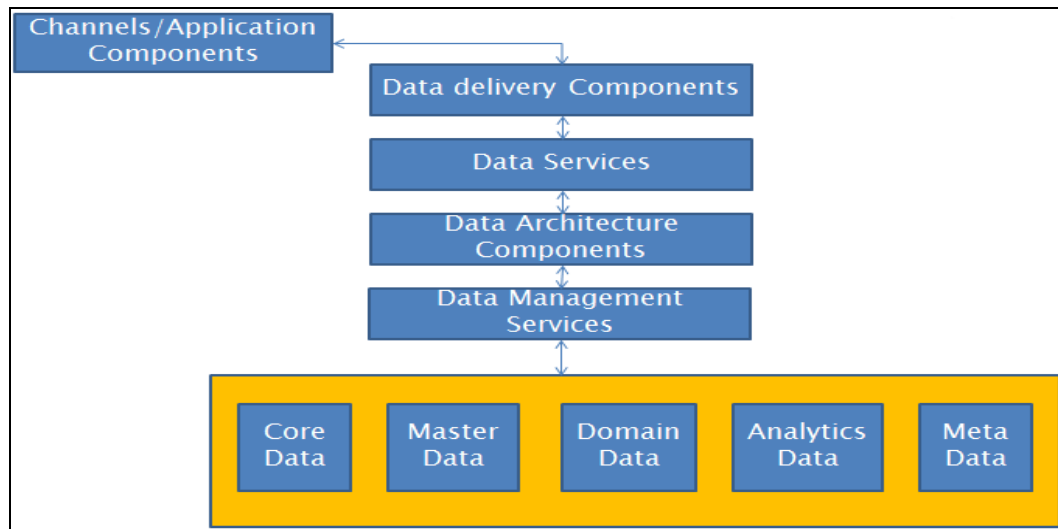 Channels/Application
Components
Data delivery Components
Data Services
Data Architecture
Components
Data Management
Services
Core
Data
Master
Data
Domain
Data
Analytics
Data
Meta
Data